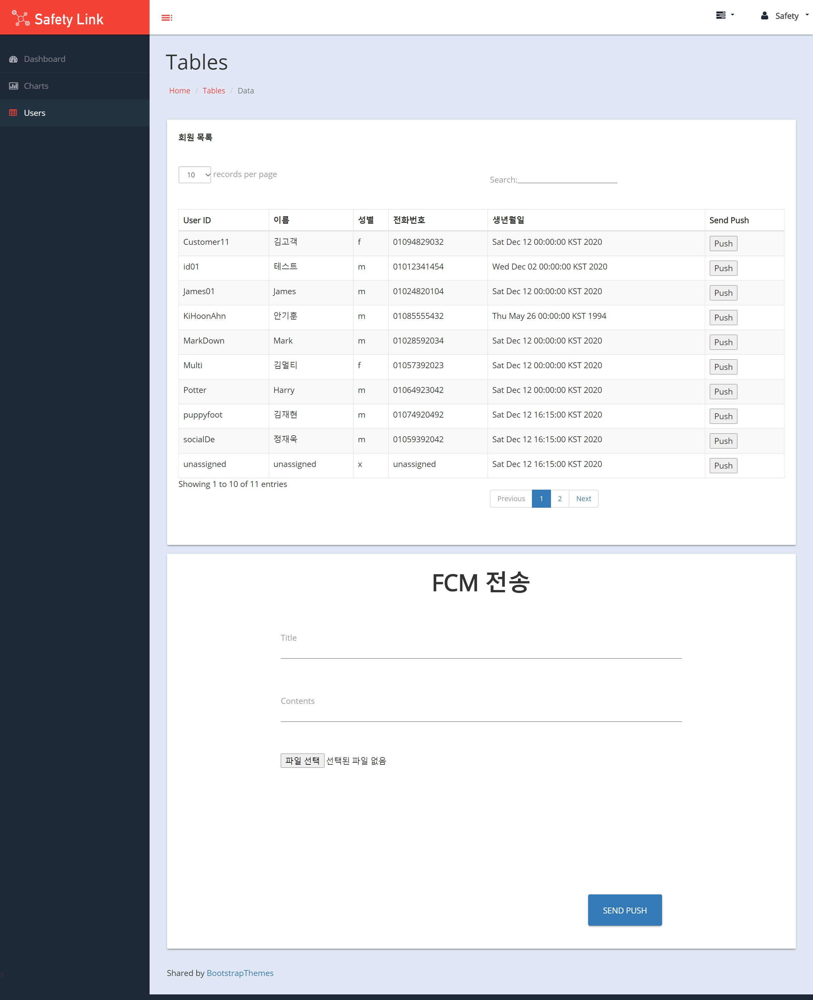 Safety Link
Safety
Dashboard
Charts
Users
Tables
Home / Tables / Data
회원 목록
10 records per page
Search:
User ID 이름 성별 전화번호 생년월일 Send Push
Customer11 김고객 f 01094829032 Sat Dec 12 00:00:00 KST 2020 Push
id01 테스트 m 01012341454 Wed Dec 02 00:00:00 KST 2020 Push
James01 James m 01024820104 Sat Dec 12 00:00:00 KST 2020 Push
KiHoonAhn 안기훈 m 01085555432 Thu May 26 00:00:00 KST 1994 Push
MarkDown Mark m 01028592034 Sat Dec 12 00:00:00 KST 2020 Push
Multi 김멀티 f 01057392023 Sat Dec 12 00:00:00 KST 2020 Push
Potter Harry m 01064923042 Sat Dec 12 00:00:00 KST 2020 Push
puppyfoot 김재현 m 01074920492 Sat Dec 12 16:15:00 KST 2020 Push
socialDe 정재욱 m 01059392042 Sat Dec 12 16:15:00 KST 2020 Push
unassigned unassigned x unassigned Sat Dec 12 16:15:00 KST 2020 Push
Showing 1 to 10 of 11 entries
Previous 1 2 Next
FCM 전송
Title
Contents
파일 선택 선택된 파일 없음
SEND PUSH
Shared by BootstrapThemes
x